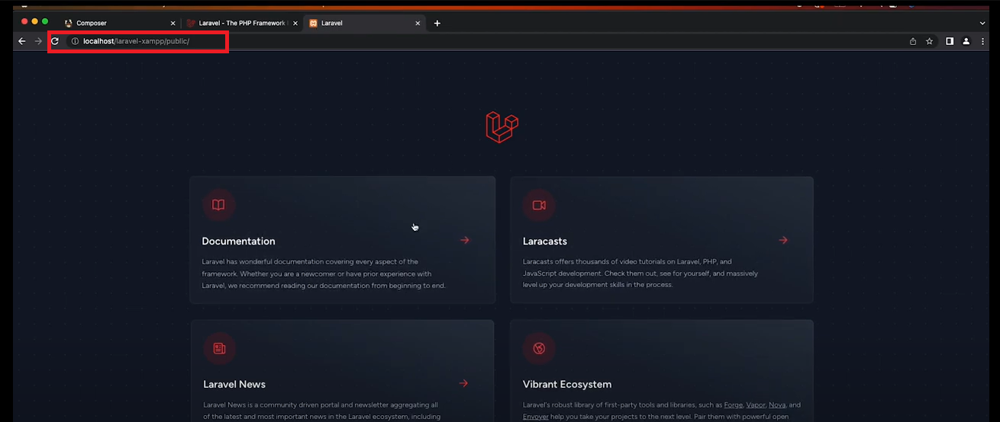 Composer
Laravel - The PHP Framework
Laravel
localhost/laravel-xampp/public/
Documentation
Laravel has wonderful documentation covering every aspect of the
framework. Whether you are a newcomer or have prior experience with
Laravel, we recommend reading our documentation from beginning to end.
Laracasts
Laracasts offers thousands of video tutorials on Laravel, PHP, and
JavaScript development. Check them out, see for yourself, and massively
level up your development skills in the process.
Laravel News
Laravel News is a community driven portal and newsletter aggregating all
of the latest and most important news in the Laravel ecosystem, including
Vibrant Ecosystem
Laravel's robust library of first-party tools and libraries, such as Forge, Vapor, Nova, and
Envoyer help you take your projects to the next level. Pair them with powerful open